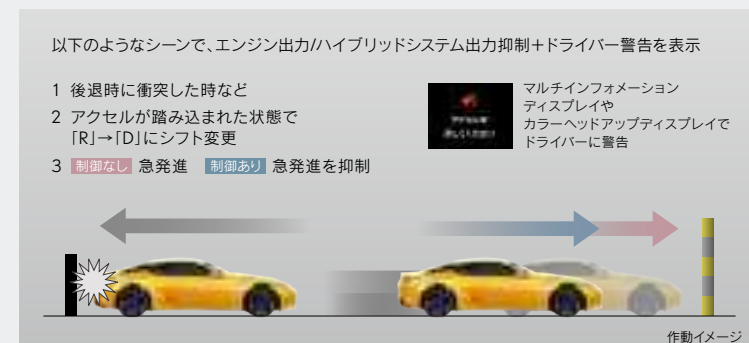 以下のようなシーンで、エンジン出力/ハイブリッドシステム出力抑制＋ドライバー警告を表示
1 後退時に衝突した時など
2 アクセルが踏み込まれた状態で
「R」→「D」にシフト変更
3 制御なし 急発進 制御あり 急発進を抑制
マルチインフォメーション
ディスプレイや
カラーヘッドアップディスプレイで
ドライバーに警告
作動イメージ